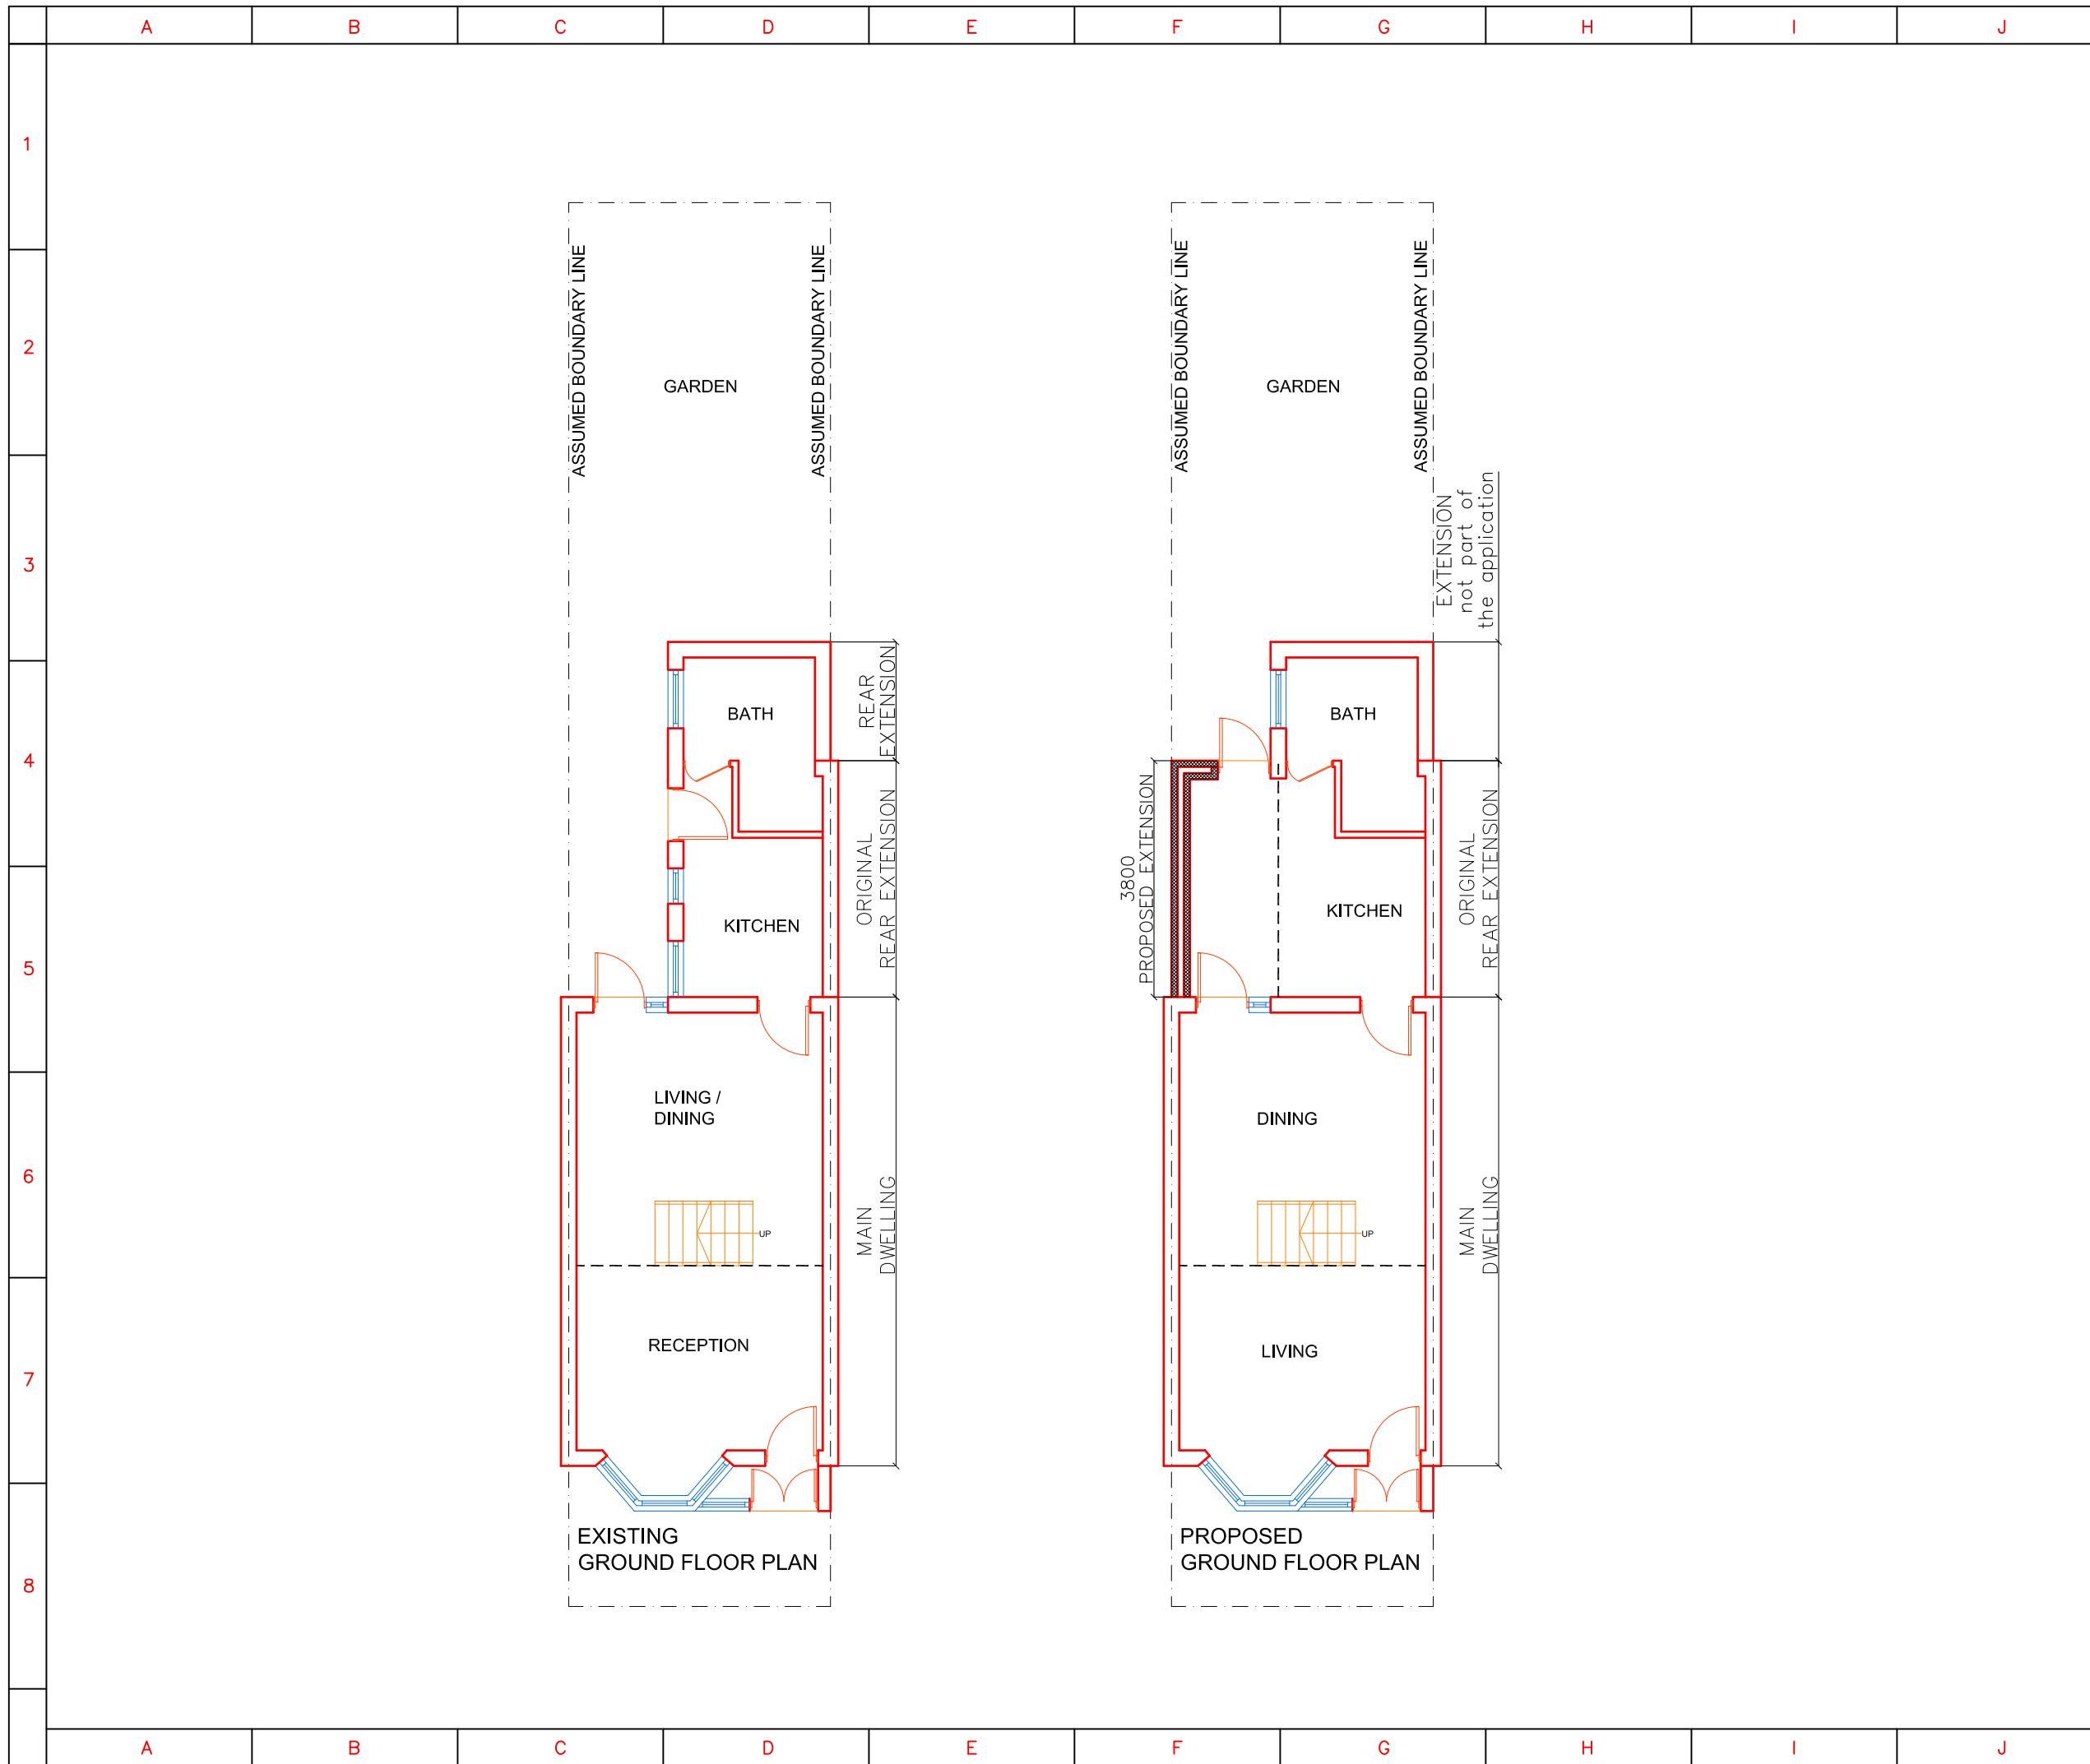 A B C D E F G H I J
1
2
3
4
5
6
7
8
ASSUMED BOUNDARY LINE
ASSUMED BOUNDARY LINE
GARDEN
BATH
REAR
EXTENSION
ORIGINAL
REAR EXTENSION
KITCHEN
LIVING /
DINING
UP
MAIN
DWELLING
RECEPTION
EXISTING
GROUND FLOOR PLAN
ASSUMED BOUNDARY LINE
ASSUMED BOUNDARY LINE
GARDEN
EXTENSION
not part of
the application
BATH
3800
PROPOSED EXTENSION
ORIGINAL
REAR EXTENSION
KITCHEN
DINING
UP
MAIN
DWELLING
LIVING
PROPOSED
GROUND FLOOR PLAN
A B C D E F G H I J